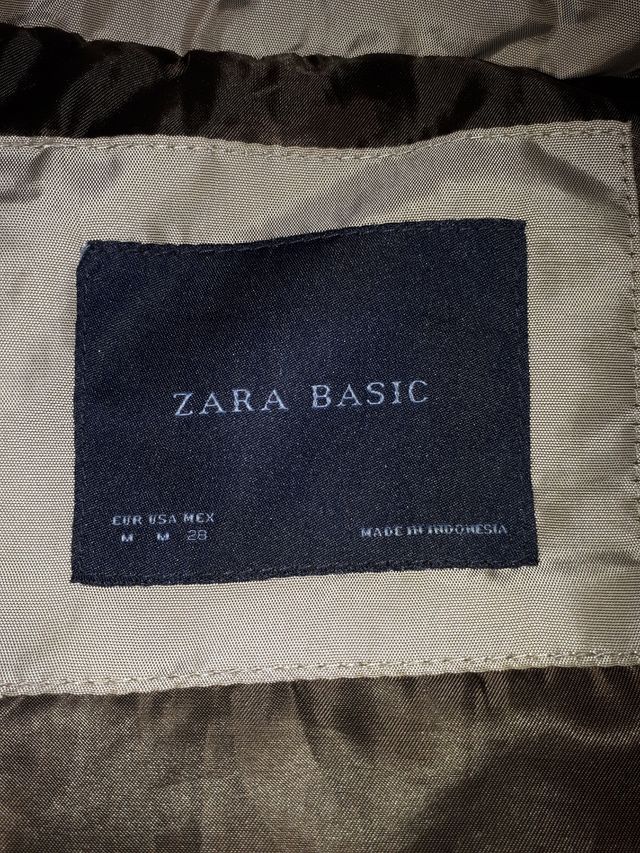 ZARA BASIC
EUR USA MEX
M M 28
MADE IN INDONESIA